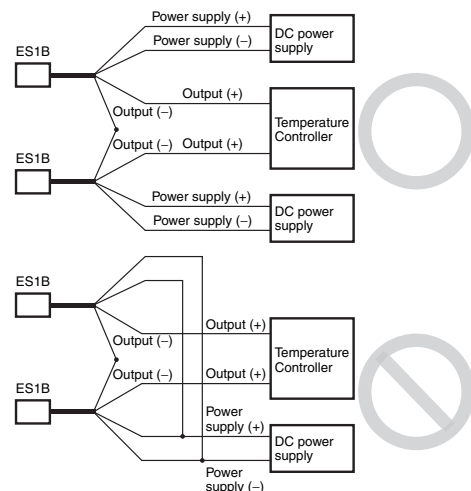 Power supply (+)
Power supply (−)
DC power
supply
ES1B
Output (+)
Output (−)
Temperature
Controller
Output (−)
Output (+)
ES1B
Power supply (+)
Power supply (−)
DC power
supply
ES1B
Output (+)
Output (−)
Temperature
Controller
Output (−)
Output (+)
ES1B
Power
supply (+)
DC power
supply
Power
supply (−)